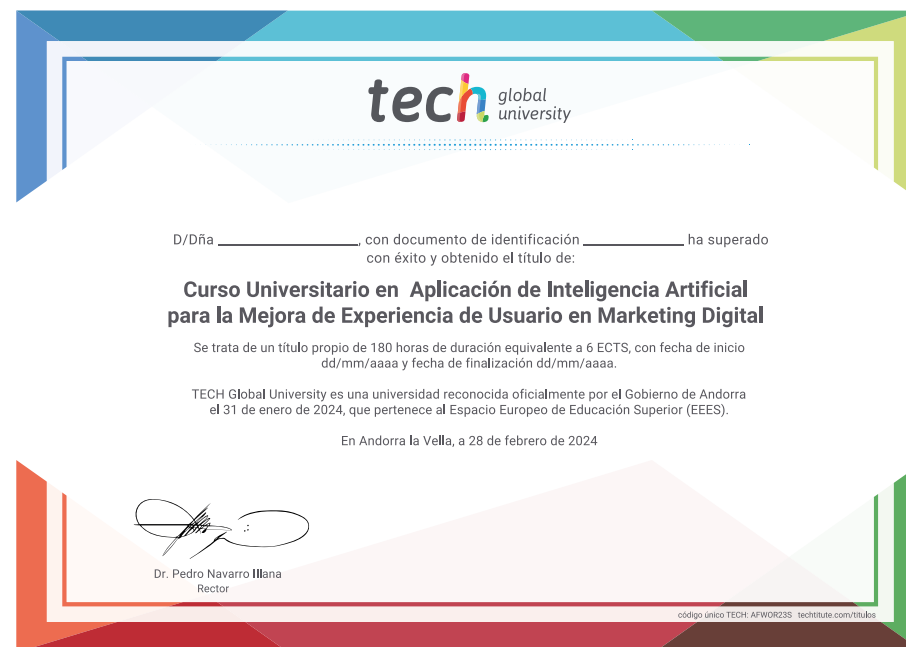 tech global university
D/Dña ______________, con documento de identificación __________ ha superado
con éxito y obtenido el título de:
Curso Universitario en Aplicación de Inteligencia Artificial
para la Mejora de Experiencia de Usuario en Marketing Digital
Se trata de un título propio de 180 horas de duración equivalente a 6 ECTS, con fecha de inicio
dd/mm/aaaa y fecha de finalización dd/mm/aaaa.
TECH Global University es una universidad reconocida oficialmente por el Gobierno de Andorra
el 31 de enero de 2024, que pertenece al Espacio Europeo de Educación Superior (EEES).
En Andorra la Vella, a 28 de febrero de 2024
Dr. Pedro Navarro Illana
Rector
código único TECH: AFWOR23S techtitute.com/titulos